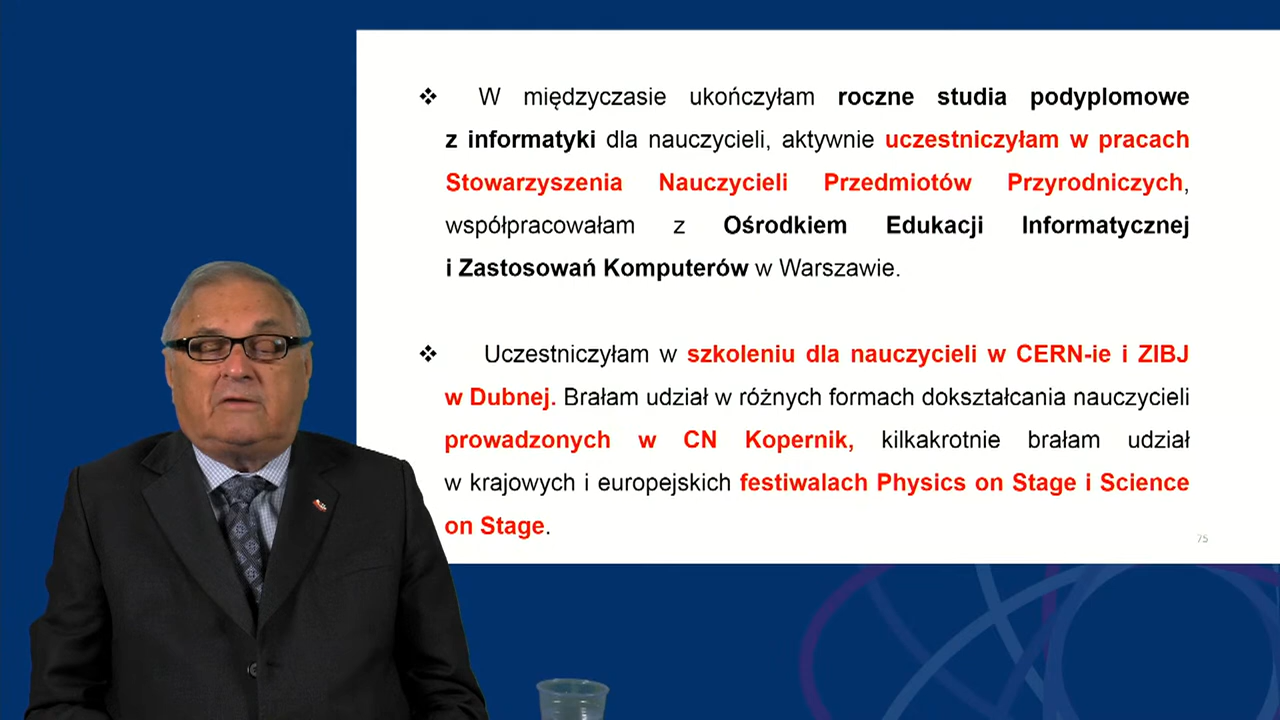 ❖ W międzyczasie ukończyłam roczne studia podyplomowe
z informatyki dla nauczycieli, aktywnie uczestniczyłam w pracach
Stowarzyszenia Nauczycieli Przedmiotów Przyrodniczych,
współpracowałam z Ośrodkiem Edukacji Informatycznej
i Zastosowań Komputerów w Warszawie.
❖ Uczestniczyłam w szkoleniu dla nauczycieli w CERN-ie i ZIBJ
w Dubnej. Brałam udział w różnych formach dokształcania nauczycieli
prowadzonych w CN Kopernik, kilkakrotnie brałam udział
w krajowych i europejskich festiwalach Physics on Stage i Science
on Stage.
75